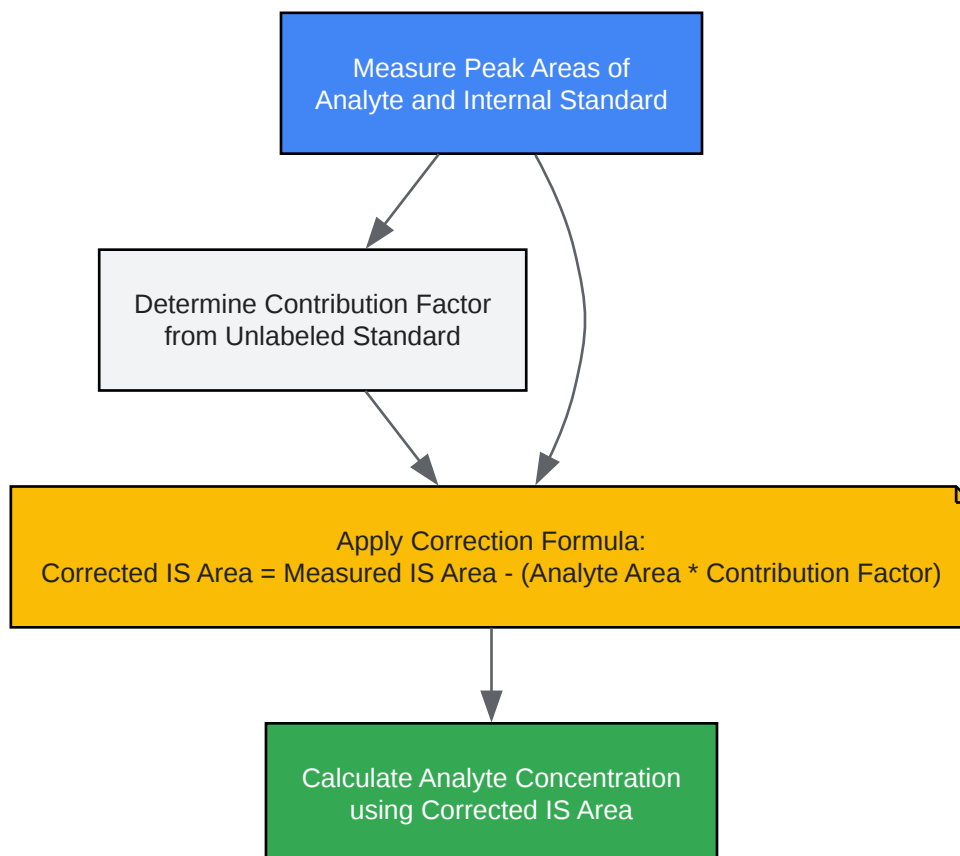 Measure Peak Areas of
Analyte and Internal Standard
Determine Contribution Factor
from Unlabeled Standard
Apply Correction Formula:
Corrected IS Area = Measured IS Area - (Analyte Area * Contribution Factor)
Calculate Analyte Concentration
using Corrected IS Area